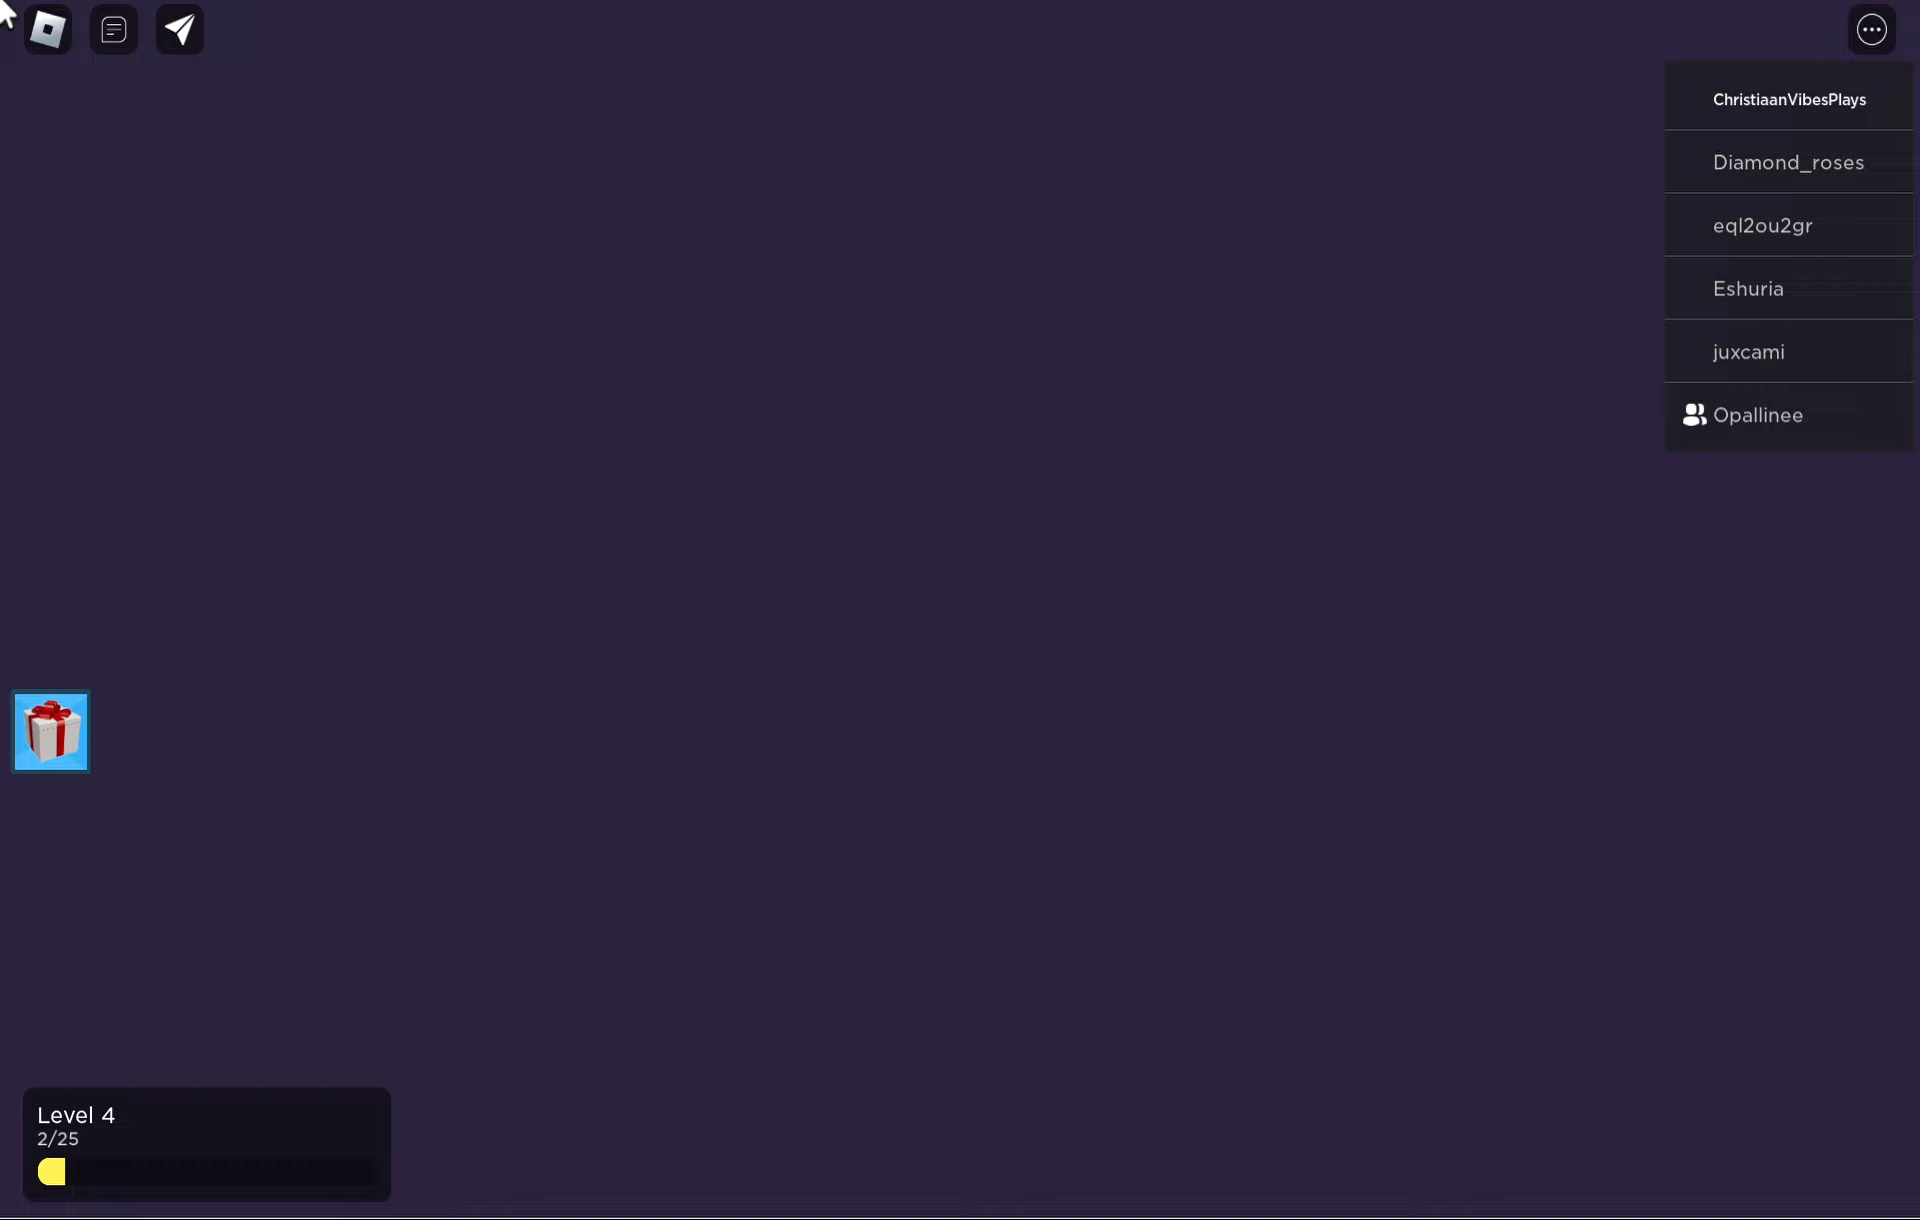 ChristiaanVibesPlays
Diamond_roses
eql2ou2gr
Eshuria
juxcami
Opallinee
Level 4
2/25